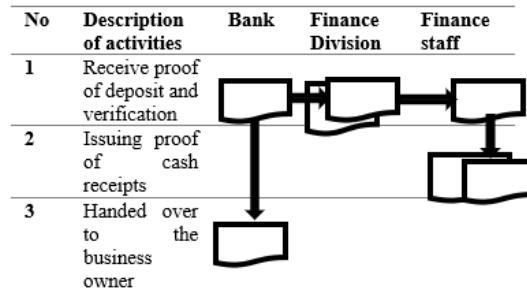 No Description of activities Bank Finance Division Finance staff
1 Receive proof of deposit and verification
2 Issuing proof of cash receipts
3 Handed over to the business owner